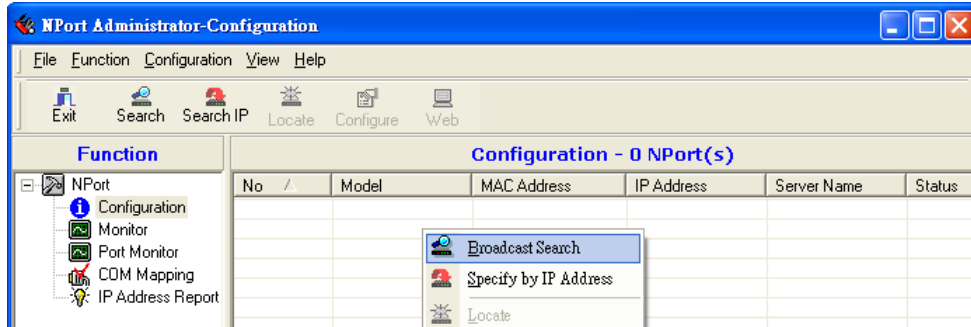 NPort Administrator-Configuration
File Function Configuration View Help
Exit Search Search IP Locate Configure Web
Function
Configuration - 0 NPort(s)
NPort
Configuration
Monitor
Port Monitor
COM Mapping
IP Address Report
No Model MAC Address IP Address Server Name Status
Broadcast Search
Specify by IP Address
Locate